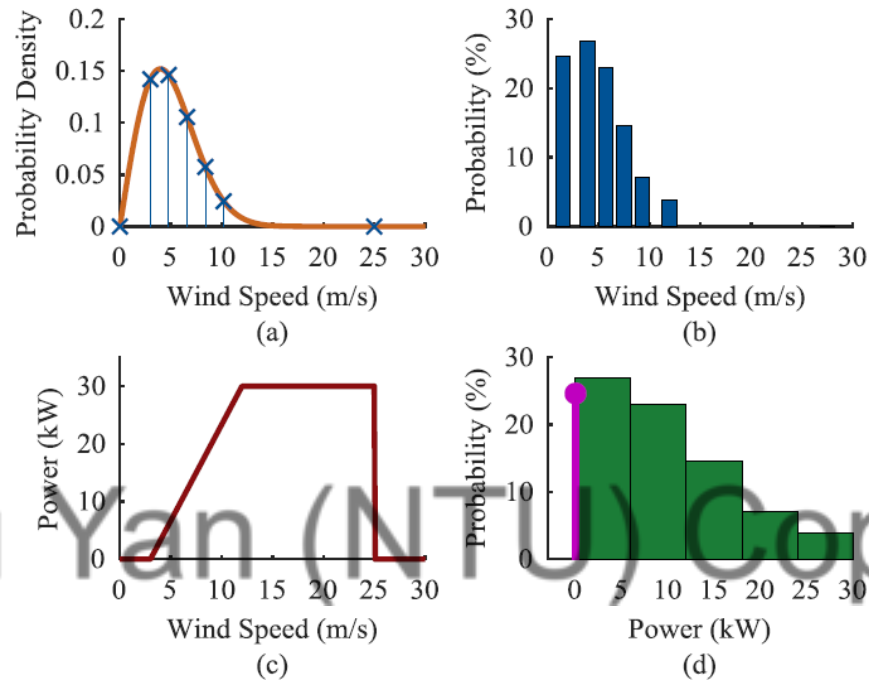 0.2
0.15
0.1
0.05
0
Probability Density
0 5 10 15 20 25 30
Wind Speed (m/s)
(a)
30
20
10
0
Probability (%)
0 5 10 15 20 25 30
Wind Speed (m/s)
(b)
30
20
10
0
Power (kW)
0 5 10 15 20 25 30
Wind Speed (m/s)
(c)
30
20
10
0
Probability (%)
0 5 10 15 20 25 30
Power (kW)
(d)
Yan (NTU) Cop